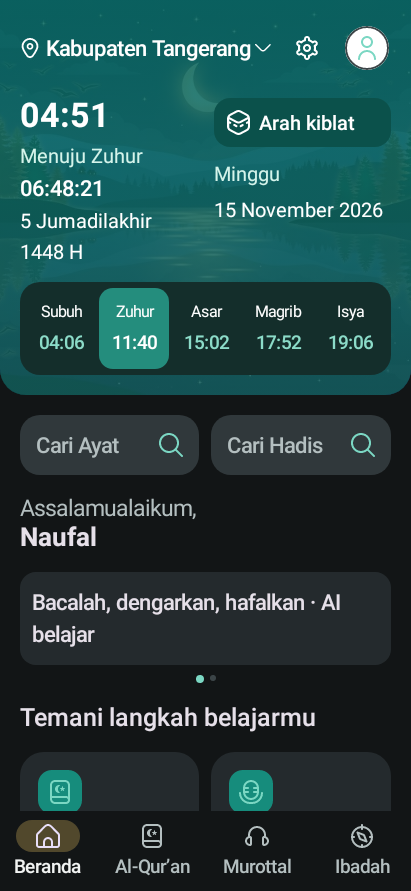 Kabupaten Tangerang
04:51
Menuju Zuhur
06:48:21
5 Jumadilakhir
1448 H
Arah kiblat
Minggu
15 November 2026
Subuh Zuhur Asar Magrib Isya
04:06 11:40 15:02 17:52 19:06
Cari Ayat
Cari Hadis
Assalamualaikum,
Naufal
Bacalah, dengarkan, hafalkan · AI
belajar
Temani langkah belajarmu
Beranda Al-Qur’an Murottal Ibadah